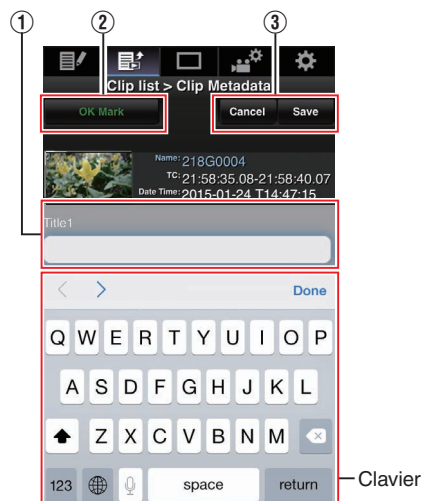 ① ② ③
Clip list > Clip Metadata
OK Mark Cancel Save
Name: 218G0004
TC: 21:58:35.08-21:58:40.07
Date Time: 2015-01-24 T14:47:15
Title1
< > Done
Q W E R T Y U I O P
A S D F G H J K L
Z X C V B N M
123 space return
Clavier